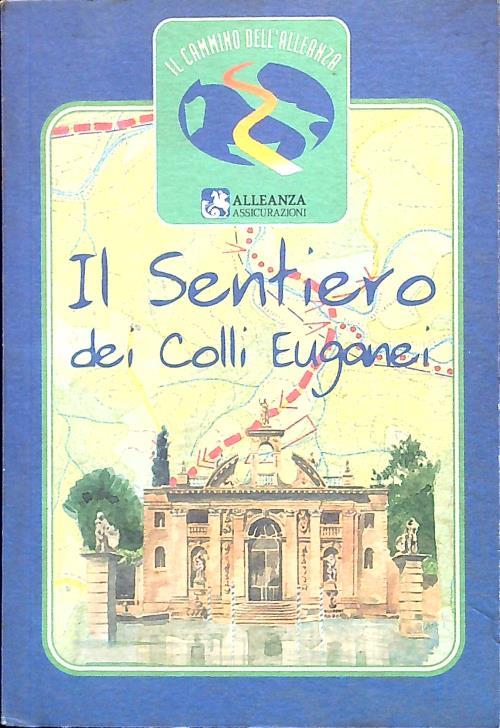 IL CAMMINO DELL'ALLEANZA
ALLEANZA
ASSICURAZIONI
Il Sentiero
dei Colli Euganei